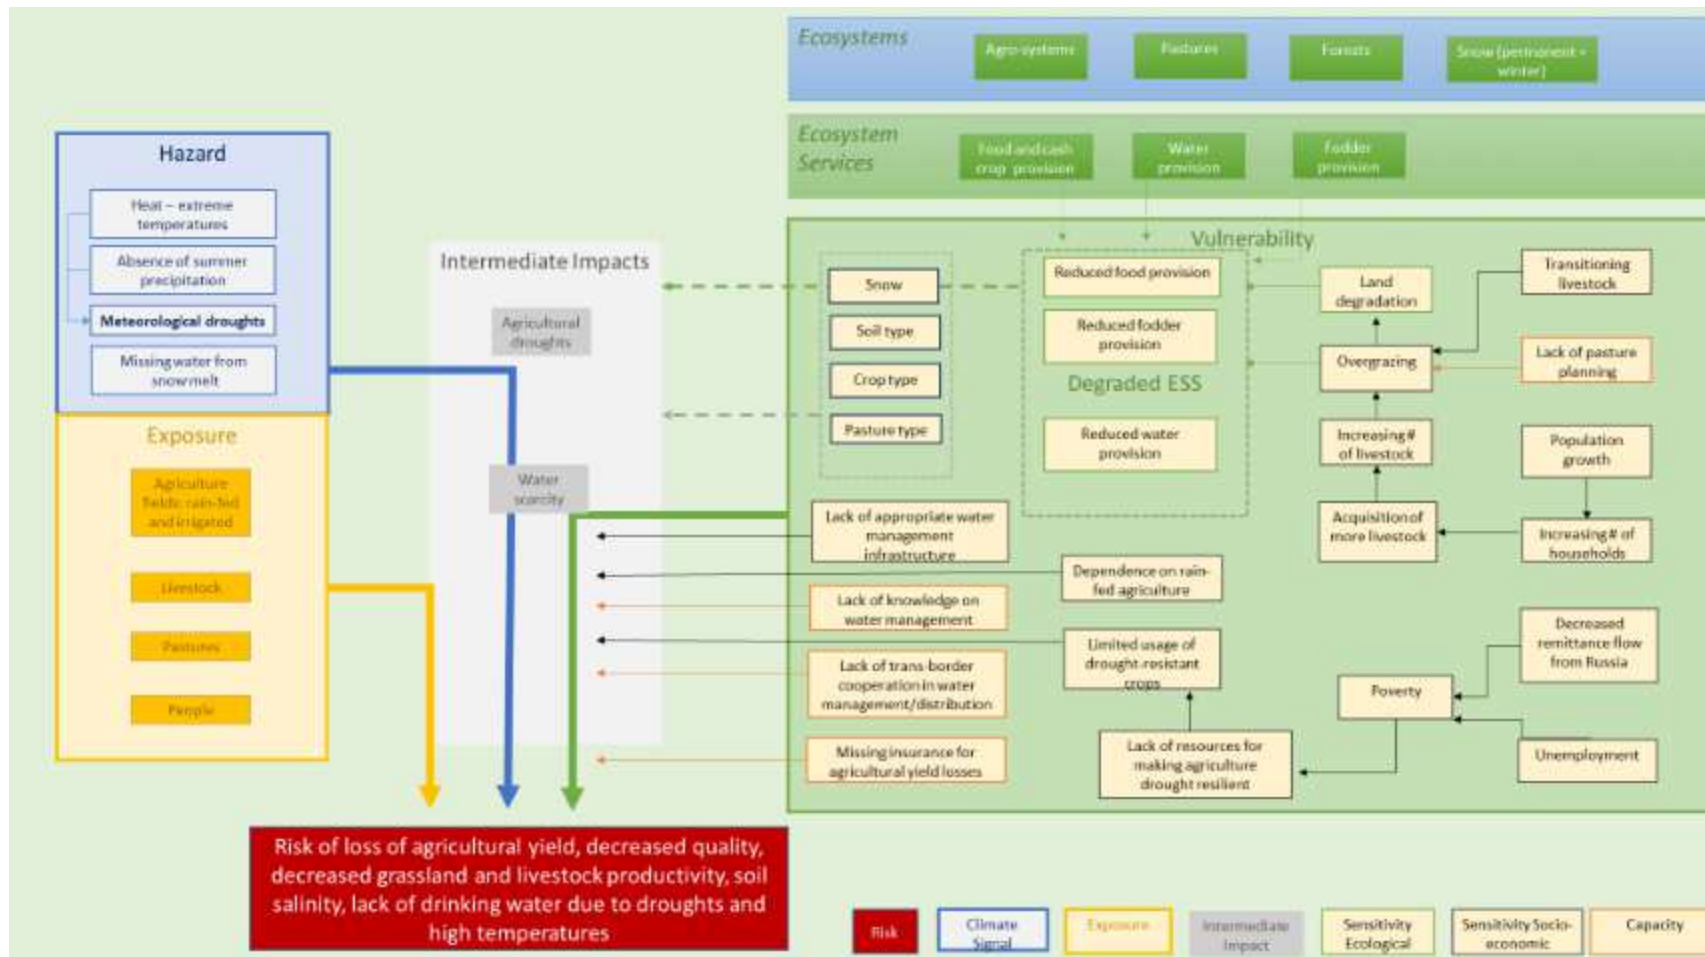 Ecosystems
Agro-systems
Pastures
Forests
Snow (permanent +
winter)
Ecosystem
Services
Food and cash
crop provision
Water
provision
Fodder
provision
Hazard
Heat – extreme
temperatures
Absence of summer
precipitation
Meteorological droughts
Missing water from
snow melt
Exposure
Agriculture
fields: rain-fed
and irrigated
Livestock
Pastures
People
Intermediate Impacts
Agricultural
droughts
Water
scarcity
Vulnerability
Snow
Soil type
Crop type
Pasture type
Reduced food provision
Reduced fodder
provision
Degraded ESS
Reduced water
provision
Land
degradation
Overgrazing
Increasing #
of livestock
Acquisition of
more livestock
Transitioning
livestock
Lack of pasture
planning
Population
growth
Increasing # of
households
Lack of appropriate water
management
infrastructure
Dependence on rain-
fed agriculture
Lack of knowledge on
water management
Limited usage of
drought-resistant
crops
Lack of trans-border
cooperation in water
management/distribution
Missing insurance for
agricultural yield losses
Lack of resources for
making agriculture
drought resilient
Poverty
Decreased
remittance flow
from Russia
Unemployment
Risk of loss of agricultural yield, decreased quality,
decreased grassland and livestock productivity, soil
salinity, lack of drinking water due to droughts and
high temperatures
Risk
Climate
Signal
Exposure
Intermediate
Impact
Sensitivity
Ecological
Sensitivity Socio-
economic
Capacity